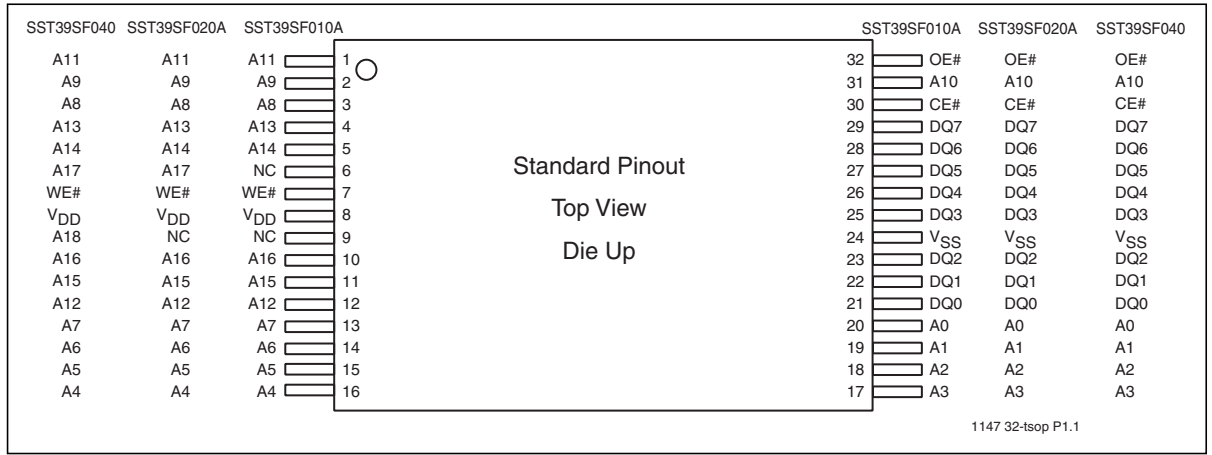 SST39SF040 SST39SF020A SST39SF010A SST39SF010A SST39SF020A SST39SF040
A11 A11 A11 1 32 OE# OE# OE#
A9 A9 A9 2 31 A10 A10 A10
A8 A8 A8 3 30 CE# CE# CE#
A13 A13 A13 4 29 DQ7 DQ7 DQ7
A14 A14 A14 5 28 DQ6 DQ6 DQ6
A17 A17 NC 6 Standard Pinout 27 DQ5 DQ5 DQ5
WE# WE# WE# 7 26 DQ4 DQ4 DQ4
VDD VDD VDD 8 Top View 25 DQ3 DQ3 DQ3
A18 NC NC 9 24 VSS VSS VSS
A16 A16 A16 10 Die Up 23 DQ2 DQ2 DQ2
A15 A15 A15 11 22 DQ1 DQ1 DQ1
A12 A12 A12 12 21 DQ0 DQ0 DQ0
A7 A7 A7 13 20 A0 A0 A0
A6 A6 A6 14 19 A1 A1 A1
A5 A5 A5 15 18 A2 A2 A2
A4 A4 A4 16 17 A3 A3 A3
1147 32-tsop P1.1